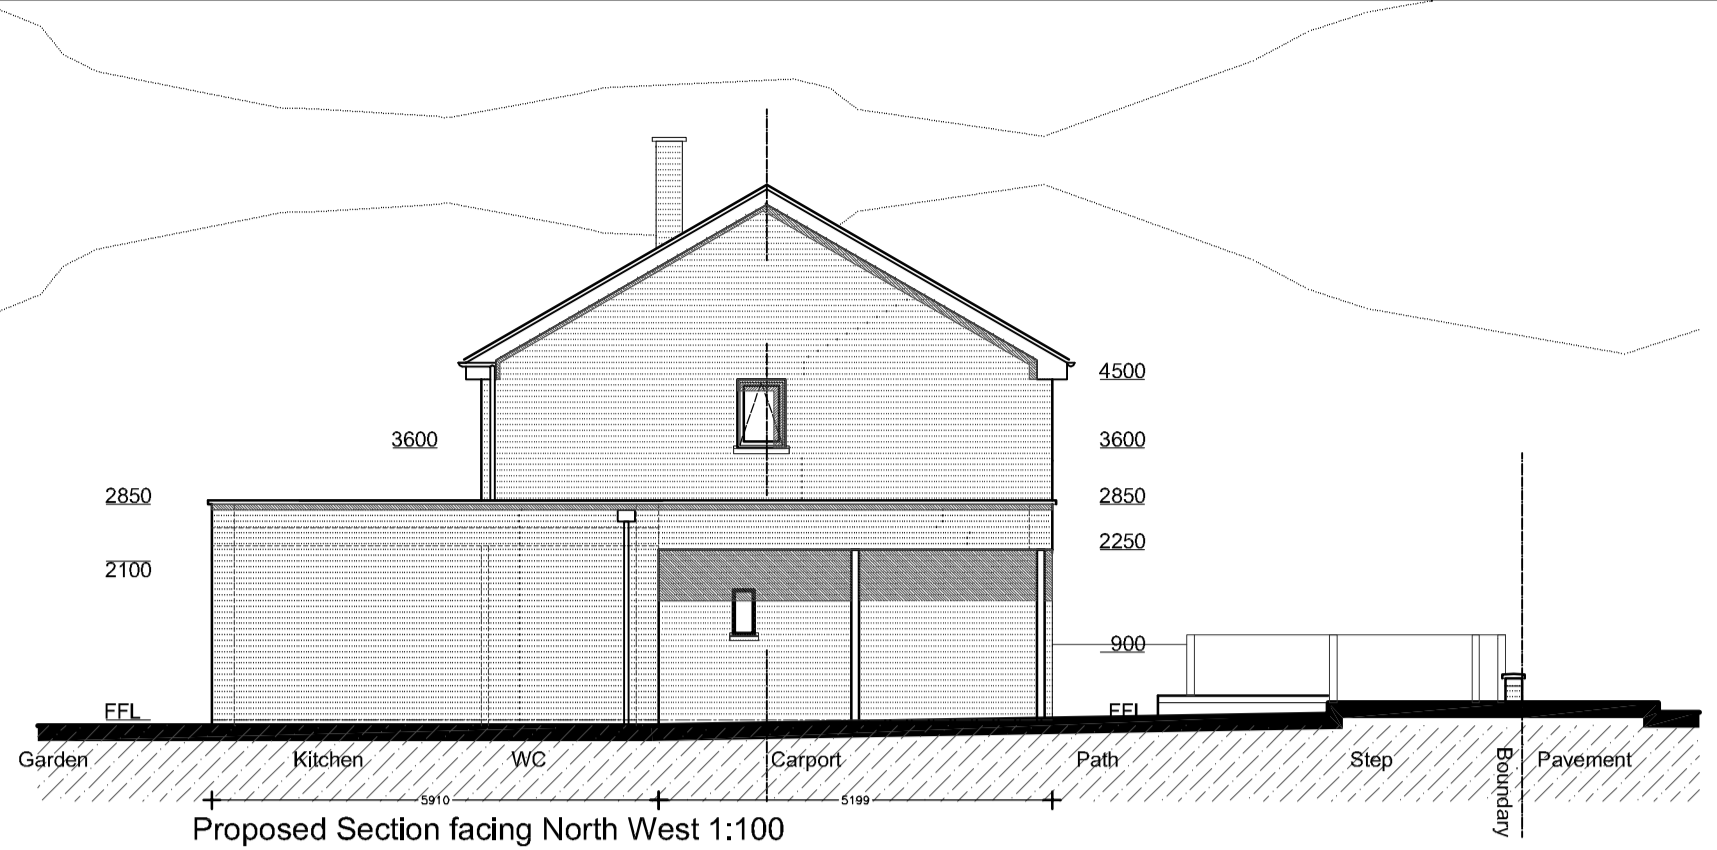 4500
3600
3600
2850
2850
2250
2100
900
FFL
FFL
Garden
Kitchen
WC
Carport
Path
Step
Boundary
Pavement
5910
5199
Proposed Section facing North West 1:100